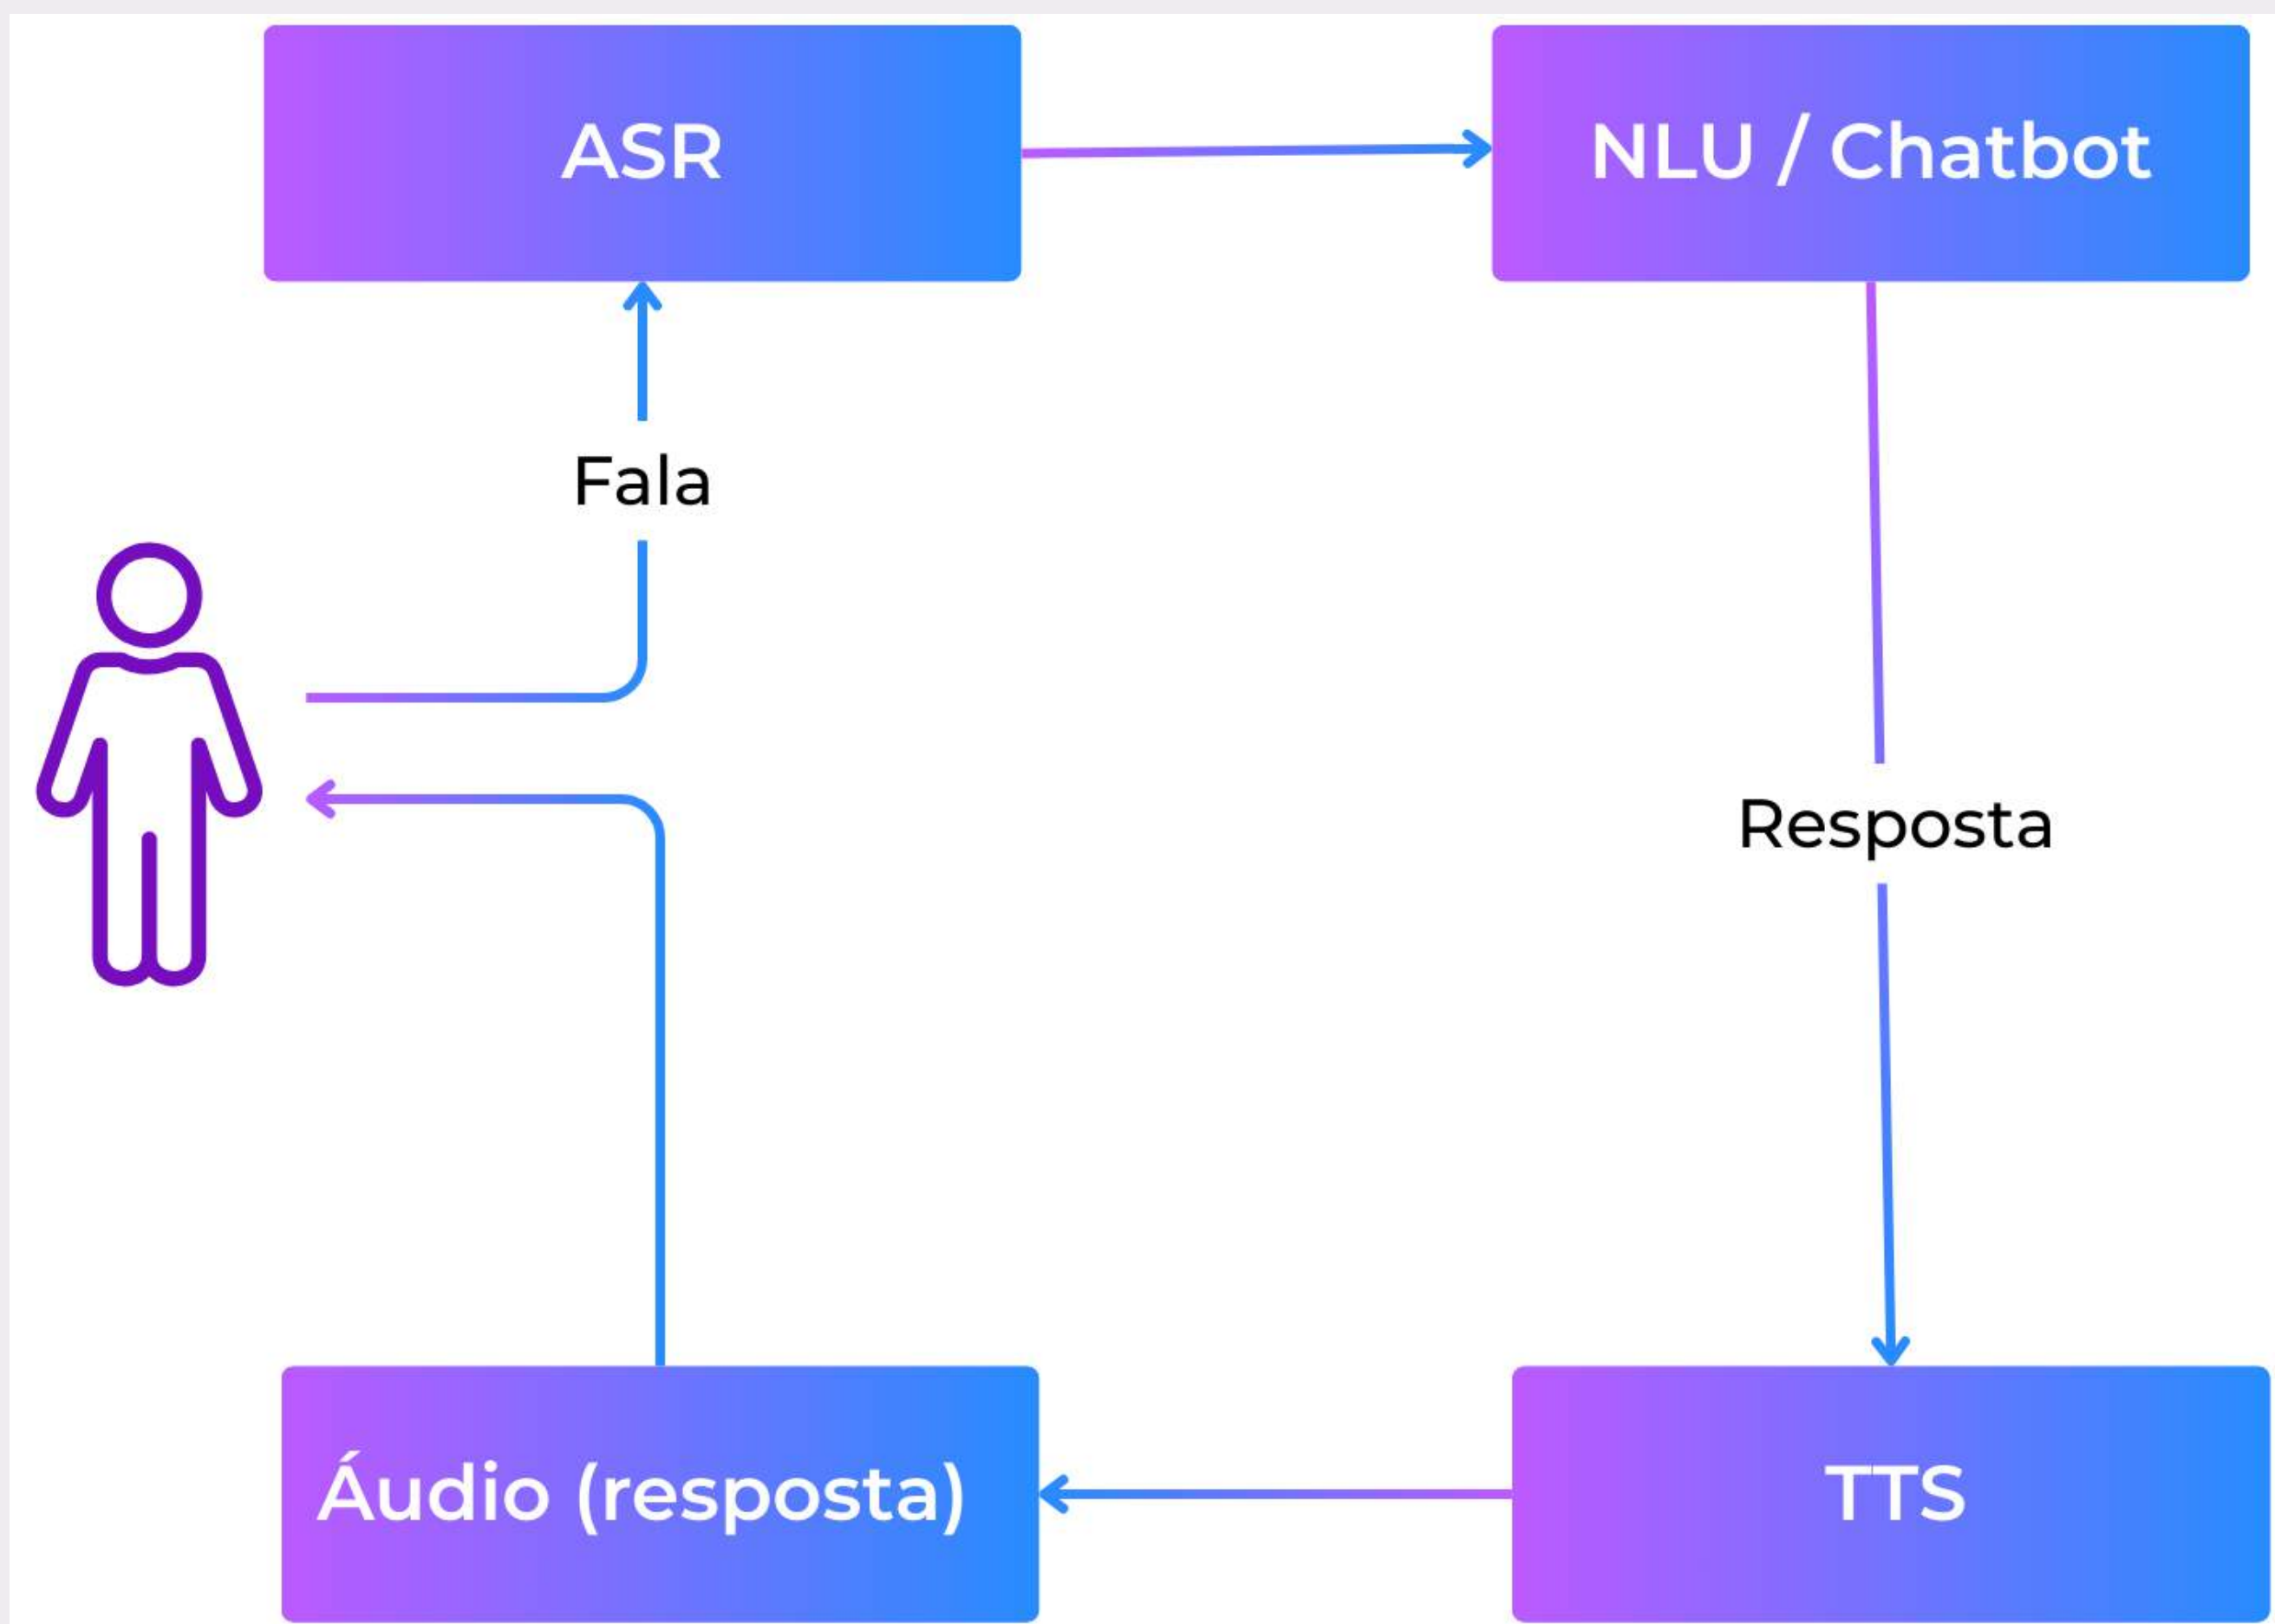 ASR
NLU / Chatbot
Fala
Resposta
Áudio (resposta)
TTS